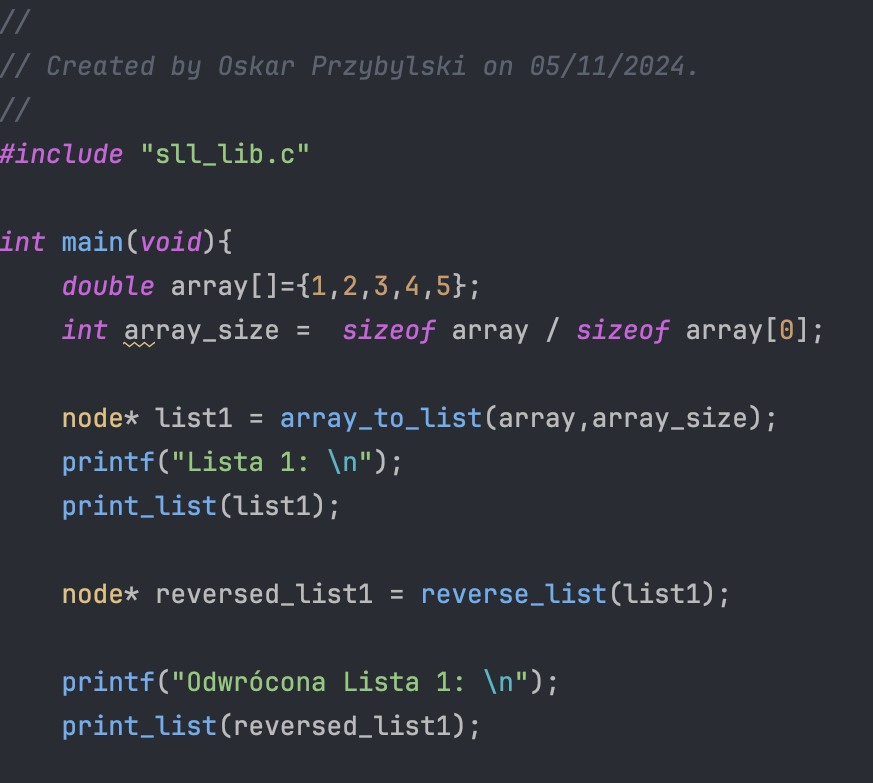 //
// Created by Oskar Przybylski on 05/11/2024.
//
#include "sll_lib.c"
int main(void){
double array[]={1,2,3,4,5};
int array_size =  sizeof array / sizeof array[0];
node* list1 = array_to_list(array,array_size);
printf("Lista 1: \n");
print_list(list1);
node* reversed_list1 = reverse_list(list1);
printf("Odwrócona Lista 1: \n");
print_list(reversed_list1);